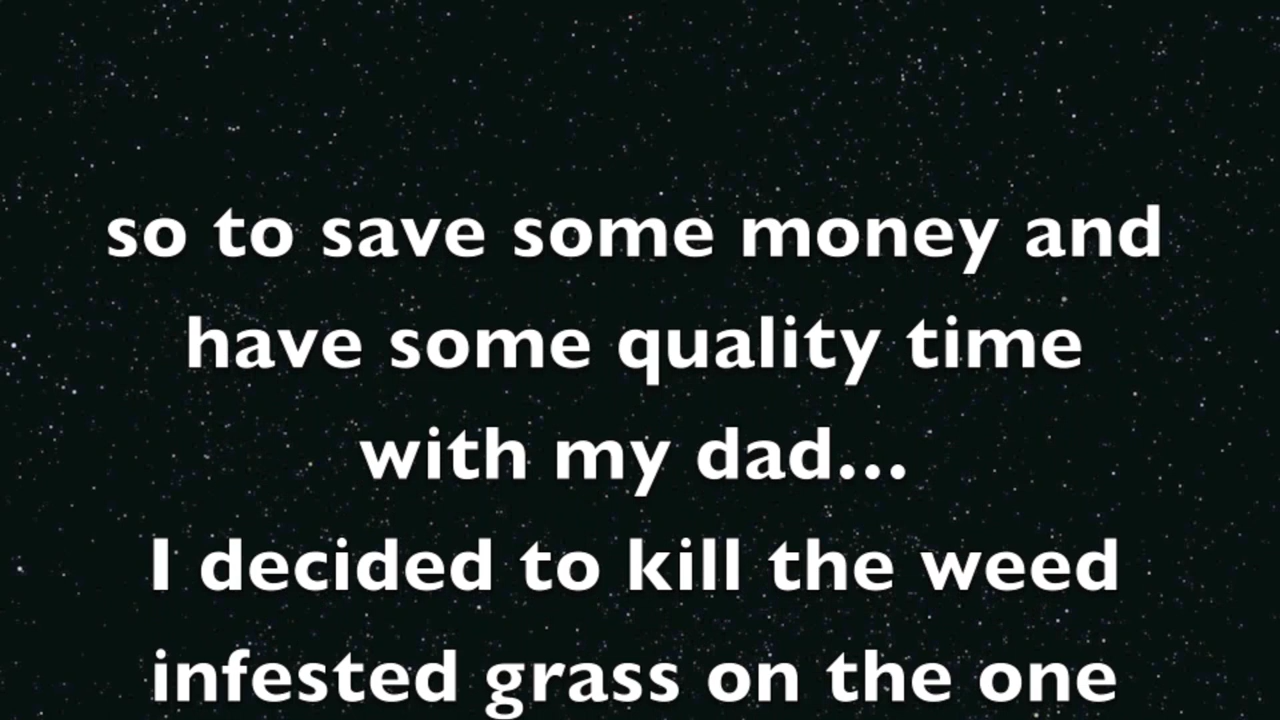 so to save some money and
have some quality time
with my dad...
I decided to kill the weed
infested grass on the one